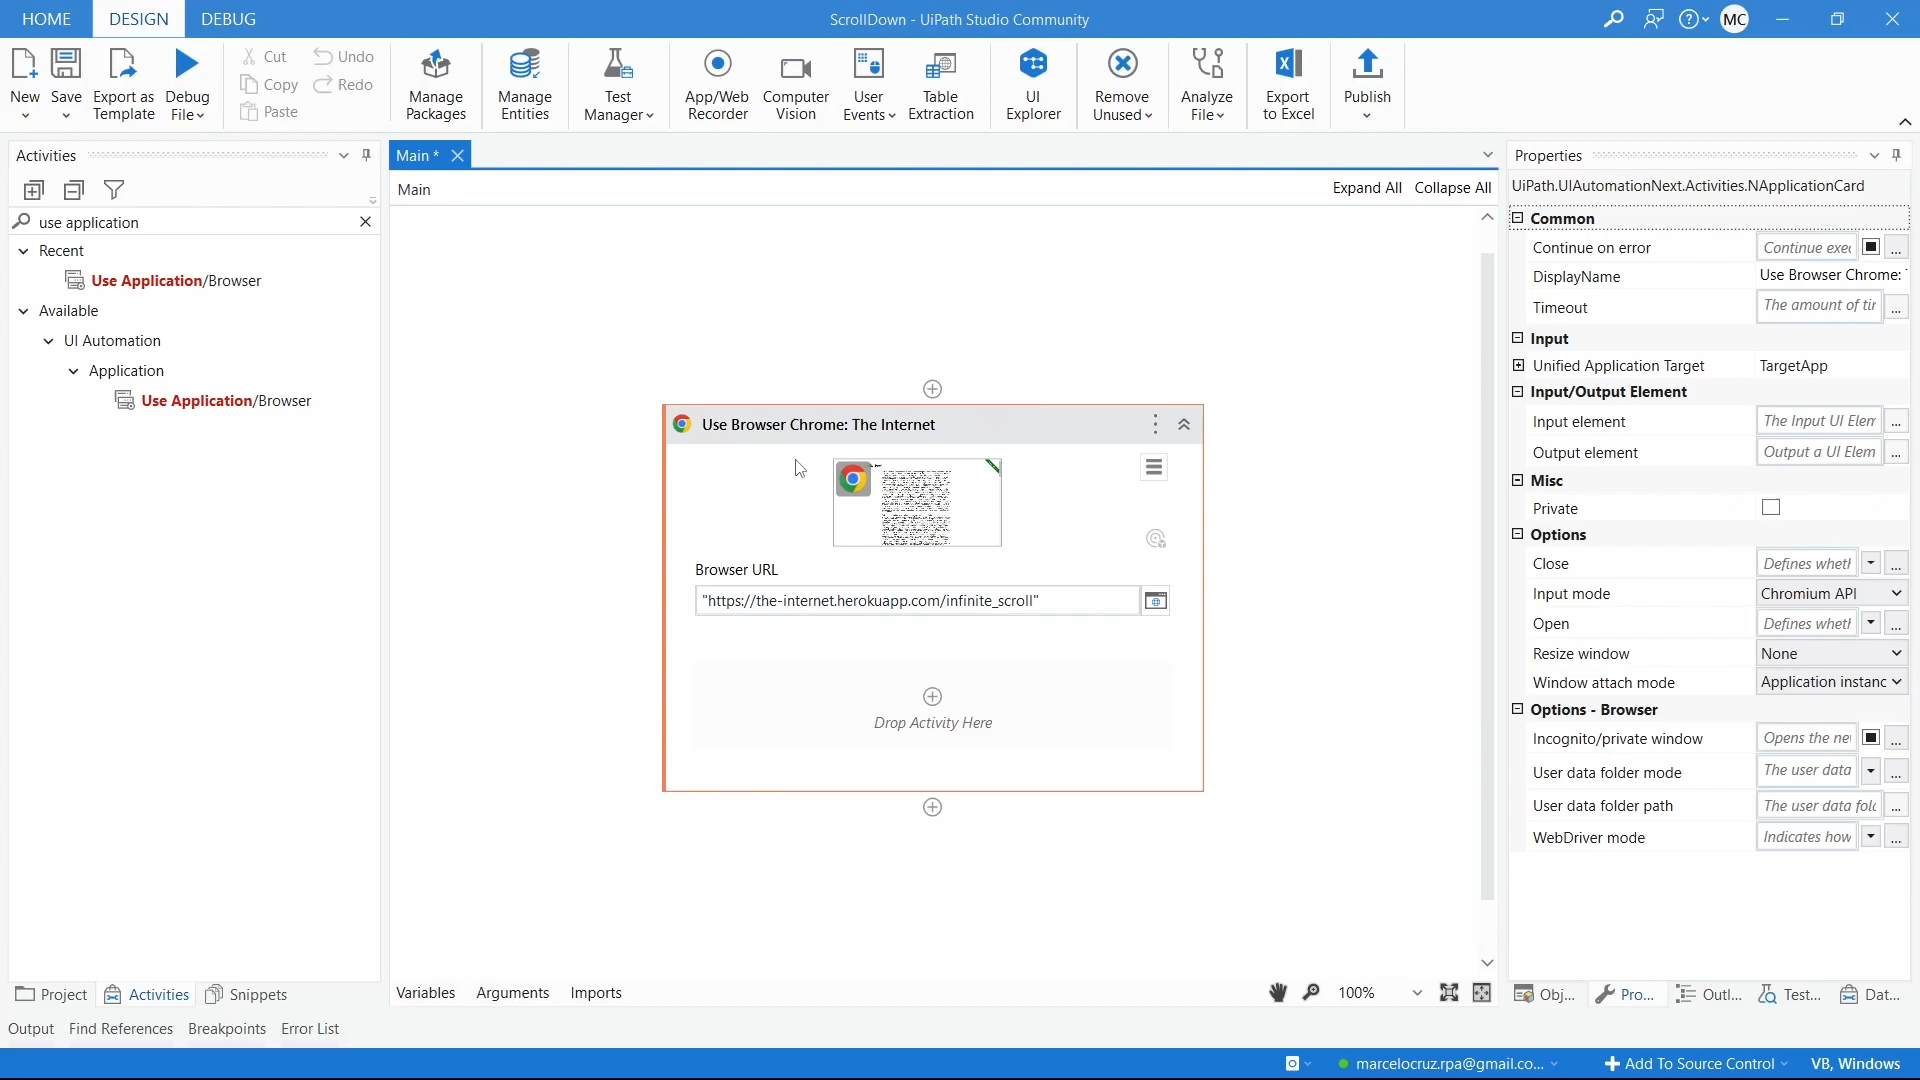 HOME DESIGN DEBUG ScrollDown - UiPath Studio Community MC
New Save Export as Template Debug File Cut Copy Paste Undo Redo Manage Packages Manage Entities Test Manager App/Web Recorder Computer Vision User Events Table Extraction UI Explorer Remove Unused Analyze File Export to Excel Publish
Activities
use application
Recent
Use Application/Browser
Available
UI Automation
Application
Use Application/Browser
Project Activities Snippets
Main *
Main Expand All Collapse All
Use Browser Chrome: The Internet
Browser URL
"https://the-internet.herokuapp.com/infinite_scroll"
Drop Activity Here
Variables Arguments Imports 100%
Properties
UiPath.UIAutomationNext.Activities.NApplicationCard
Common
Continue on error Continue exec ...
DisplayName Use Browser Chrome:
Timeout The amount of tir ...
Input
Unified Application Target TargetApp
Input/Output Element
Input element The Input UI Elem ...
Output element Output a UI Elem ...
Misc
Private
Options
Close Defines wheth ...
Input mode Chromium API
Open Defines wheth ...
Resize window None
Window attach mode Application instanc
Options - Browser
Incognito/private window Opens the nev ...
User data folder mode The user data ...
User data folder path The user data folc ...
WebDriver mode Indicates how ...
Obj... Pro... Outl... Test... Dat...
Output Find References Breakpoints Error List
marcelocruz.rpa@gmail.co... Add To Source Control VB, Windows